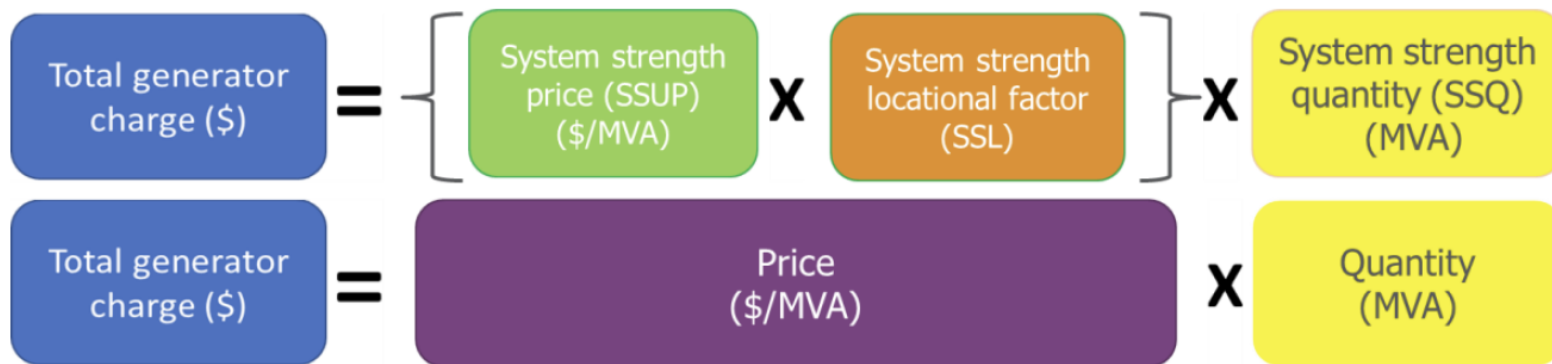 Total generator
charge ($)
=
System strength
price (SSUP)
($/MVA)
X
System strength
locational factor
(SSL)
X
System strength
quantity (SSQ)
(MVA)
Total generator
charge ($)
=
Price
($/MVA)
X
Quantity
(MVA)